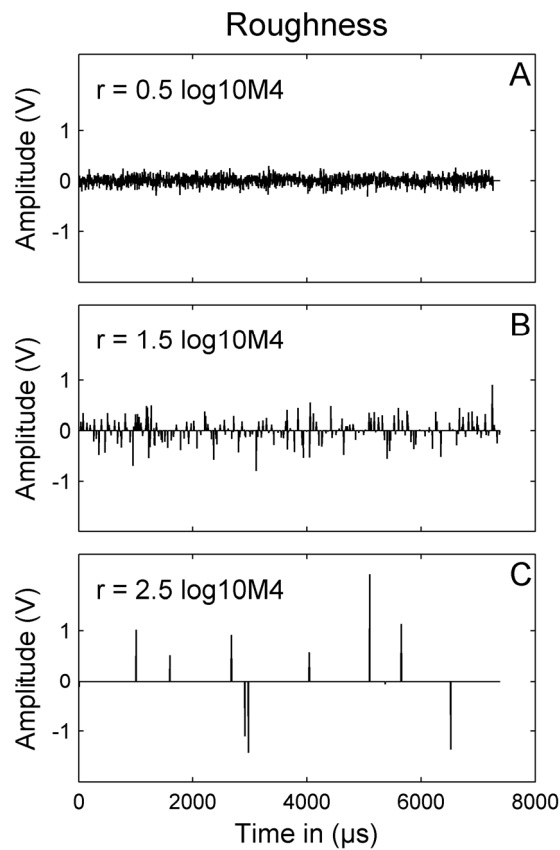 Roughness
A
r = 0.5 log10M4
Amplitude (V)
1
0
-1
B
r = 1.5 log10M4
Amplitude (V)
1
0
-1
C
r = 2.5 log10M4
Amplitude (V)
1
0
-1
0 2000 4000 6000 8000
Time in (μs)